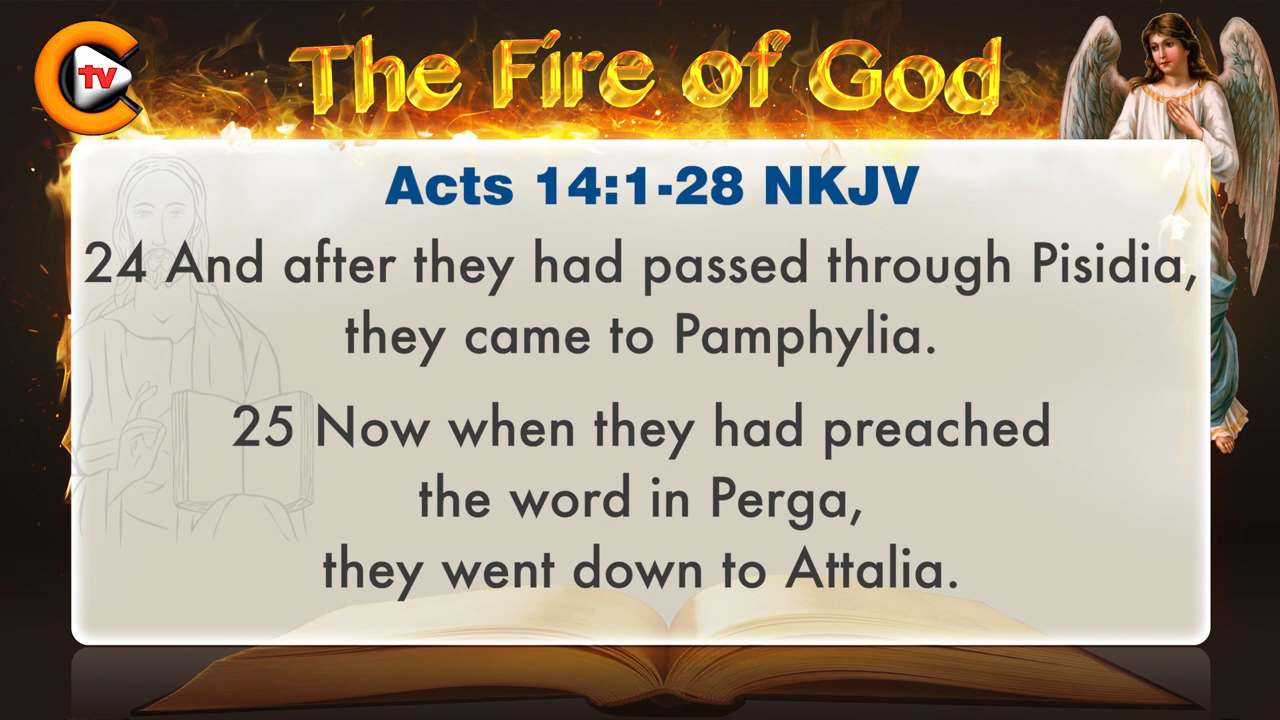 tv
The Fire of God
Acts 14:1-28 NKJV
24 And after they had passed through Pisidia,
they came to Pamphylia.
25 Now when they had preached
the word in Perga,
they went down to Attalia.